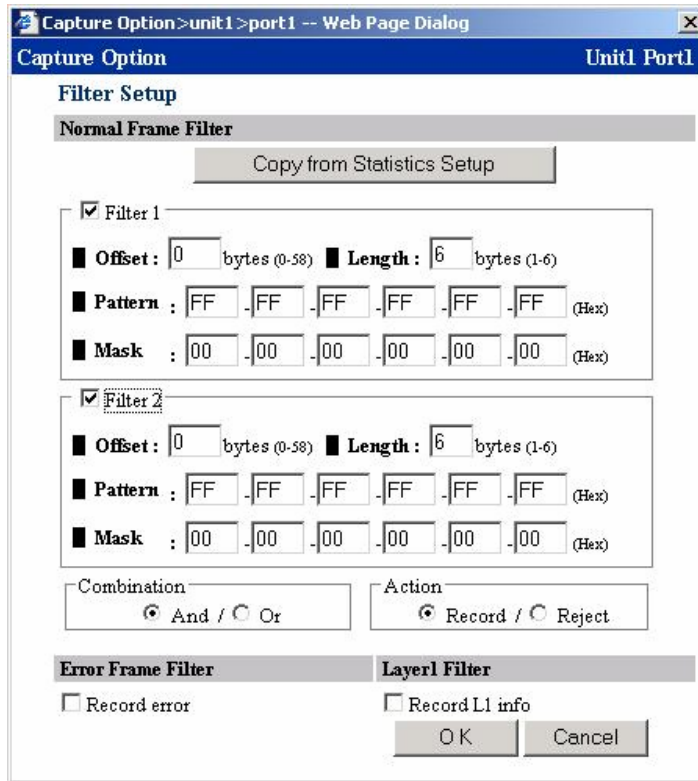 Capture Option>unit1>port1 -- Web Page Dialog
Capture Option Unit1 Port1
Filter Setup
Normal Frame Filter
Copy from Statistics Setup
Filter 1
Offset : 0 bytes (0-58) Length : 6 bytes (1-6)
Pattern : FF -FF -FF -FF -FF -FF (Hex)
Mask : 00 -00 -00 -00 -00 -00 (Hex)
Filter 2
Offset : 0 bytes (0-58) Length : 6 bytes (1-6)
Pattern : FF -FF -FF -FF -FF -FF (Hex)
Mask : 00 -00 -00 -00 -00 -00 (Hex)
Combination Action
And / Or Record / Reject
Error Frame Filter Layer1 Filter
Record error Record L1 info
OK Cancel